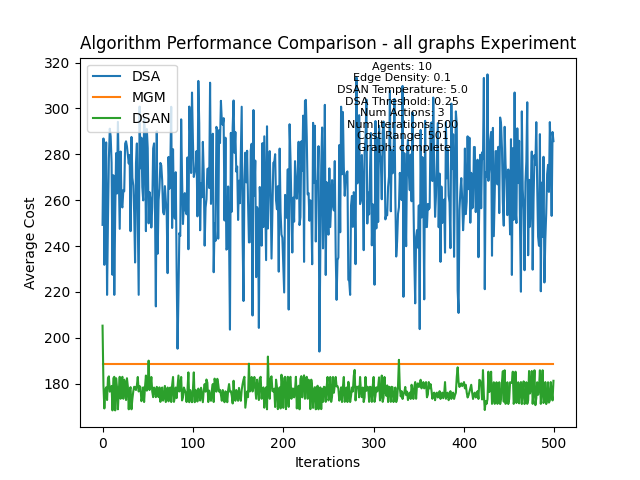 Algorithm Performance Comparison - all graphs Experiment
DSA
MGM
DSAN
Agents: 10
Edge Density: 0.1
DSAN Temperature: 5.0
DSA Threshold: 0.25
Num Actions: 3
Num Iterations: 500
Cost Range: 501
Graph: complete
Average Cost
320
300
280
260
240
220
200
180
0
100
200
300
400
500
Iterations